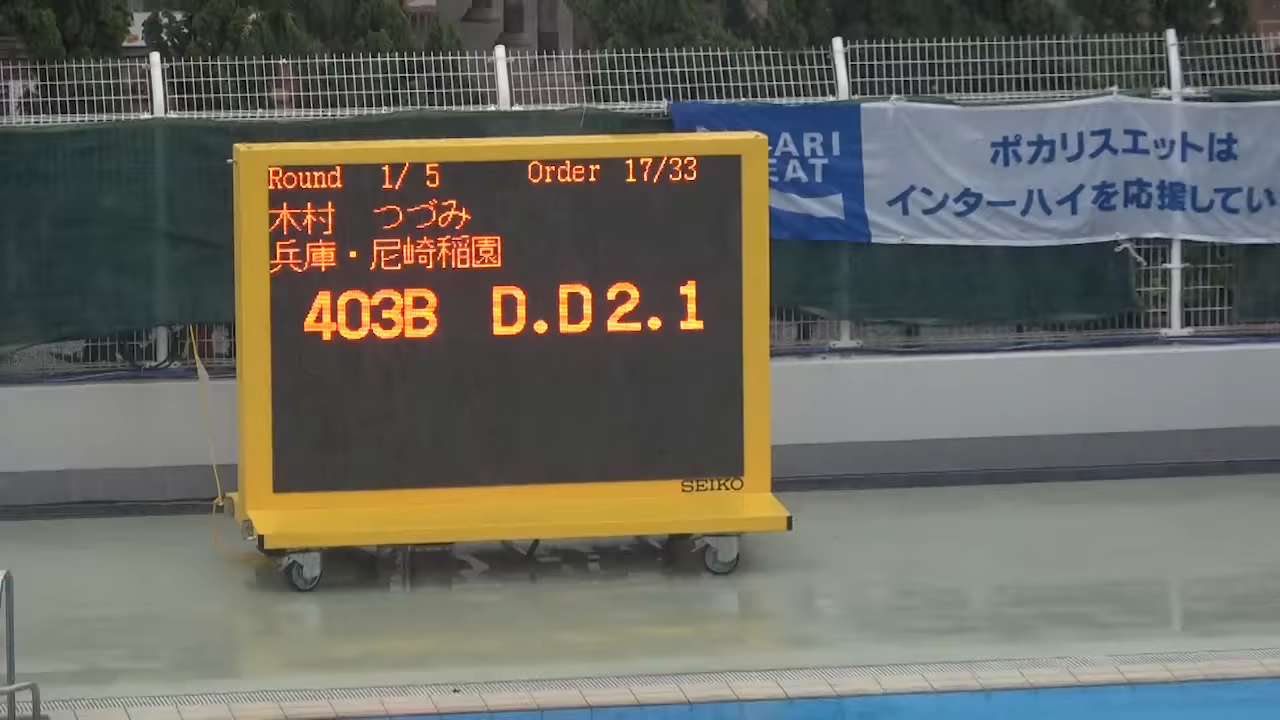 Round 1/ 5 Order 17/33
木村 つづみ
兵庫・尼崎稲園
403B D.D 2.1
SEIKO
ポカリスエットは
インターハイを応援してい